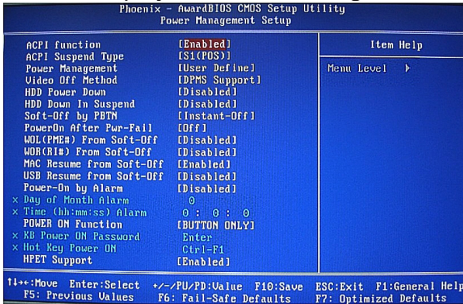 Phoenix - AwardBIOS CMOS Setup Utility
Power Management Setup
ACPI function [Enabled]
ACPI Suspend Type [S1(POS)]
Power Management [User Define]
Video Off Method [DPMS Support]
HDD Power Down [Disabled]
HDD Down In Suspend [Disabled]
Soft-Off by PBTN [Instant-Off]
PowerOn After Pwr-Fail [Off]
WOL(PME#) From Soft-Off [Disabled]
WOR(RI#) From Soft-Off [Disabled]
MAC Resume from Soft-Off [Enabled]
USB Resume from Soft-Off [Disabled]
Power-On by Alarm [Disabled]
x Day of Month Alarm 0
x Time (hh:mm:ss) Alarm 0 : 0 : 0
POWER ON Function [BUTTON ONLY]
x KB Power ON Password Enter
x Hot Key Power ON Ctrl-F1
HPET Support [Enabled]
Item Help
Menu Level ▸
↑↓→←:Move Enter:Select +/-/PU/PD:Value F10:Save ESC:Exit F1:General Help
F5: Previous Values F6: Fail-Safe Defaults F7: Optimized Defaults